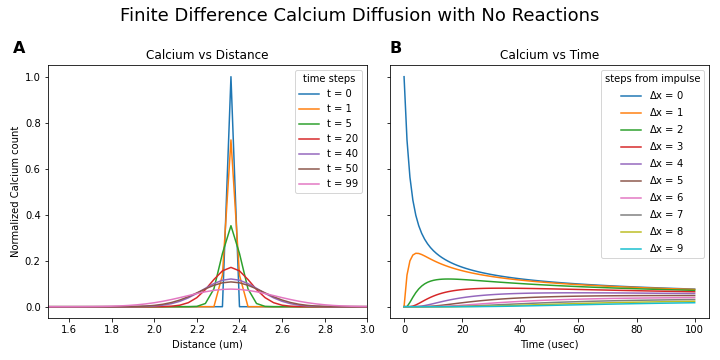 Finite Difference Calcium Diffusion with No Reactions
A
Calcium vs Distance
Normalized Calcium count
1.0
0.8
0.6
0.4
0.2
0.0
time steps
t = 0
t = 1
t = 5
t = 20
t = 40
t = 50
t = 99
1.6 1.8 2.0 2.2 2.4 2.6 2.8 3.0
Distance (um)
B
Calcium vs Time
steps from impulse
Δx = 0
Δx = 1
Δx = 2
Δx = 3
Δx = 4
Δx = 5
Δx = 6
Δx = 7
Δx = 8
Δx = 9
0 20 40 60 80 100
Time (usec)